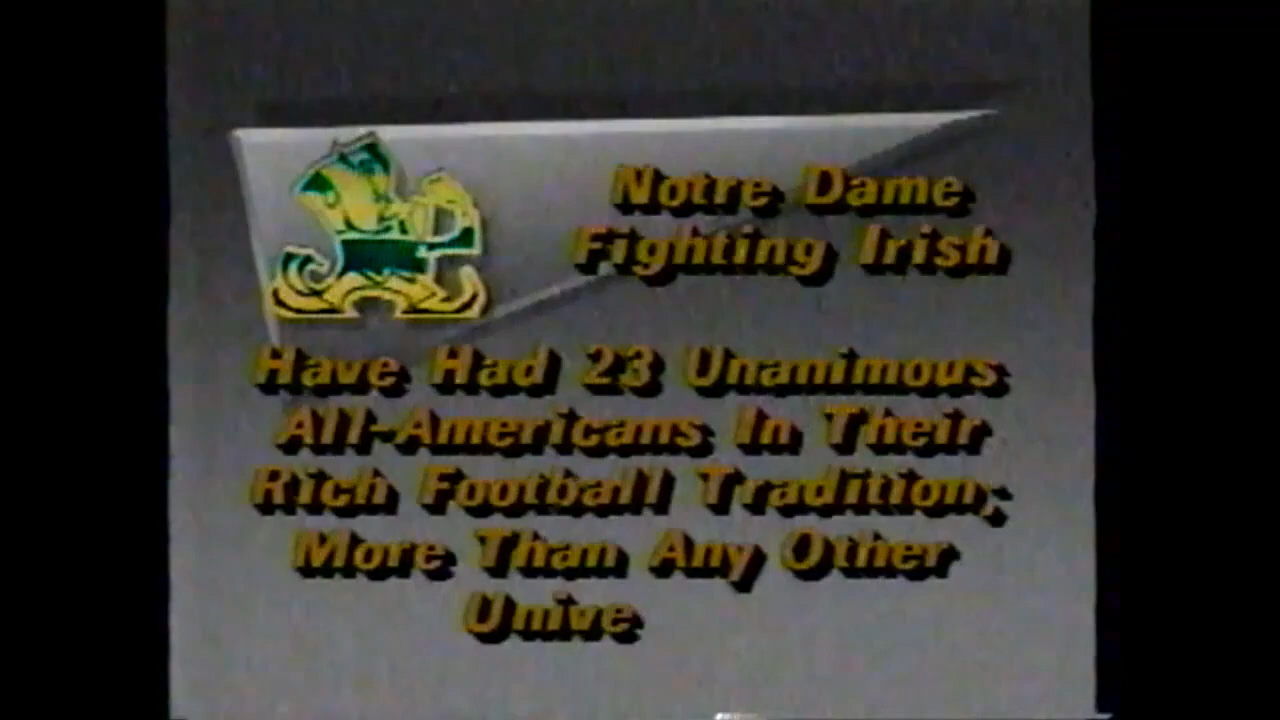 Notre Dame
Fighting Irish
Have Had 23 Unanimous
All-Americans In Their
Rich Football Tradition;
More Than Any Other
Unive